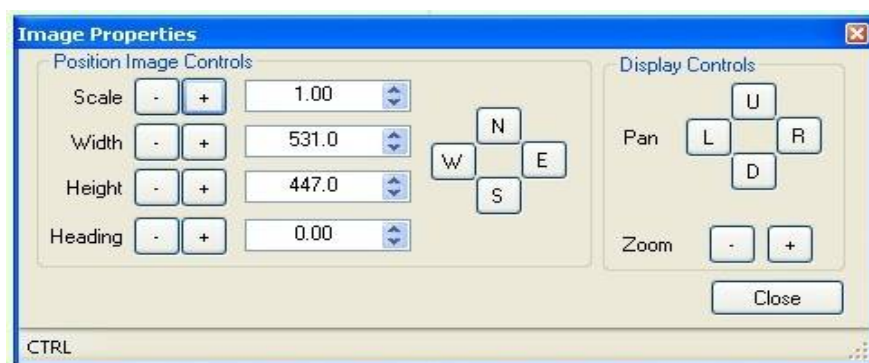 Image Properties
Position Image Controls
Scale - + 1.00
Width - + 531.0
Height - + 447.0
Heading - + 0.00
N
W E
S
Display Controls
U
Pan L R
D
Zoom - +
Close
CTRL